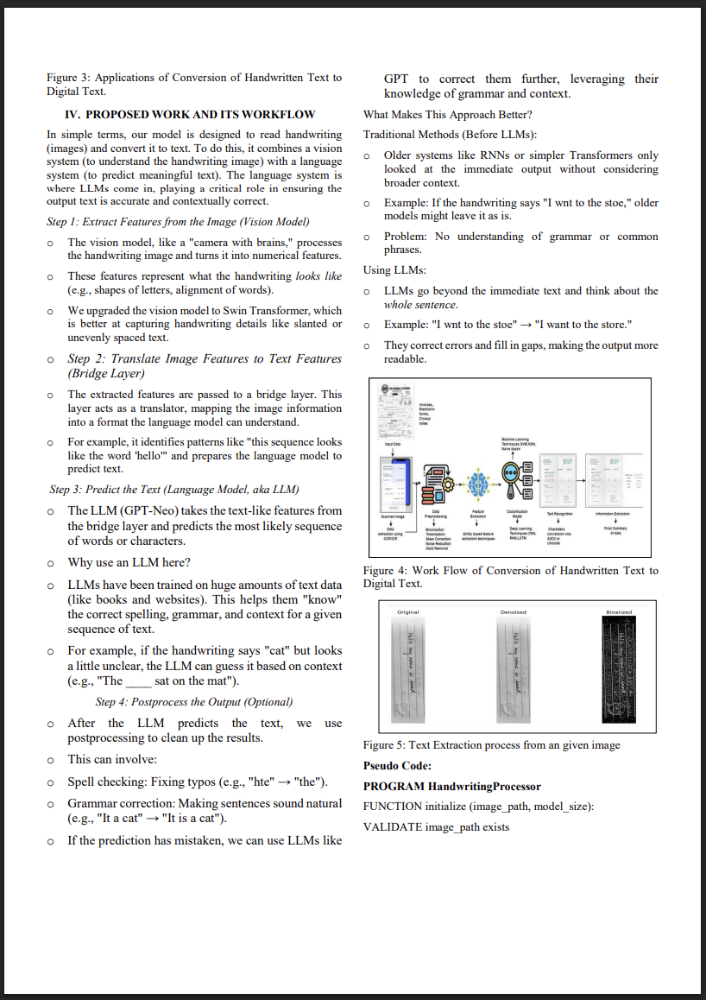 Figure 3: Applications of Conversion of Handwritten Text to
Digital Text.
IV. PROPOSED WORK AND ITS WORKFLOW
In simple terms, our model is designed to read handwriting
(images) and convert it to text. To do this, it combines a vision
system (to understand the handwriting image) with a language
system (to predict meaningful text). The language system is
where LLMs come in, playing a critical role in ensuring the
output text is accurate and contextually correct.
Step 1: Extract Features from the Image (Vision Model)
o The vision model, like a "camera with brains," processes
the handwriting image and turns it into numerical features.
o These features represent what the handwriting looks like
(e.g., shapes of letters, alignment of words).
o We upgraded the vision model to Swin Transformer, which
is better at capturing handwriting details like slanted or
unevenly spaced text.
o Step 2: Translate Image Features to Text Features
(Bridge Layer)
o The extracted features are passed to a bridge layer. This
layer acts as a translator, mapping the image information
into a format the language model can understand.
o For example, it identifies patterns like "this sequence looks
like the word 'hello'" and prepares the language model to
predict text.
Step 3: Predict the Text (Language Model, aka LLM)
o The LLM (GPT-Neo) takes the text-like features from
the bridge layer and predicts the most likely sequence
of words or characters.
o Why use an LLM here?
o LLMs have been trained on huge amounts of text data
(like books and websites). This helps them "know"
the correct spelling, grammar, and context for a given
sequence of text.
o For example, if the handwriting says "cat" but looks
a little unclear, the LLM can guess it based on context
(e.g., "The ____ sat on the mat").
Step 4: Postprocess the Output (Optional)
o After the LLM predicts the text, we use
postprocessing to clean up the results.
o This can involve:
o Spell checking: Fixing typos (e.g., "hte" → "the").
o Grammar correction: Making sentences sound natural
(e.g., "It a cat" → "It is a cat").
o If the prediction has mistaken, we can use LLMs like
GPT to correct them further, leveraging their
knowledge of grammar and context.
What Makes This Approach Better?
Traditional Methods (Before LLMs):
o Older systems like RNNs or simpler Transformers only
looked at the immediate output without considering
broader context.
o Example: If the handwriting says "I wnt to the stoe," older
models might leave it as is.
o Problem: No understanding of grammar or common
phrases.
Using LLMs:
o LLMs go beyond the immediate text and think about the
whole sentence.
o Example: "I wnt to the stoe" → "I want to the store."
o They correct errors and fill in gaps, making the output more
readable.
Invoices,
Electronic
forms,
Clinical
notes
Input Data
Machine Learning
Techniques:SVM,KNN,
Naive bayes
Scanned Image
Data
extraction using
OCR/ICR
Data
Preprocessing
Binarization
Tokenization
Skew Correction
Noise Reduction
Slant Removal
Feature
Extraction
Entity based feature
extraction techniques
Classification
Model
Deep Learning
Techniques:CNN,
RNN,LSTM
Text Recognition
Characters
conversion into
ASCII or
Unicode
Information Extraction
Final Summary
of data
Figure 4: Work Flow of Conversion of Handwritten Text to
Digital Text.
Original
Denoised
Binarized
Figure 5: Text Extraction process from an given image
Pseudo Code:
PROGRAM HandwritingProcessor
FUNCTION initialize (image_path, model_size):
VALIDATE image_path exists